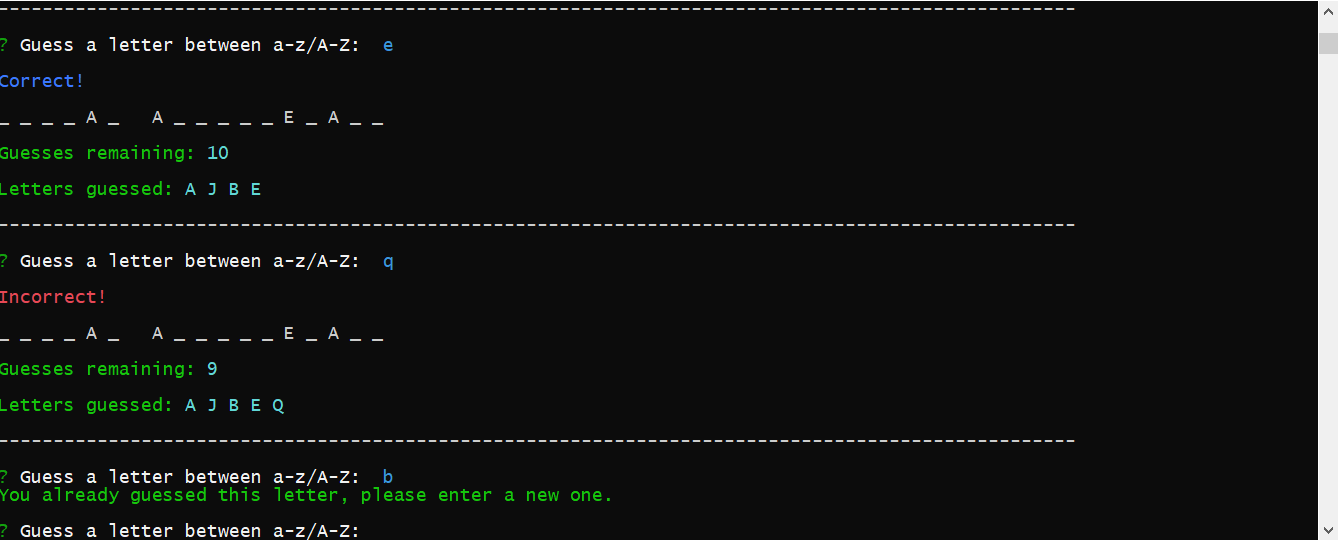 --------------------------------------------------------------------------------------------------
? Guess a letter between a-z/A-Z:  e
Correct!
_ _ _ _ A _   A _ _ _ _ _ E _ A _ _
Guesses remaining: 10
Letters guessed: A J B E
--------------------------------------------------------------------------------------------------
? Guess a letter between a-z/A-Z:  q
Incorrect!
_ _ _ _ A _   A _ _ _ _ _ E _ A _ _
Guesses remaining: 9
Letters guessed: A J B E Q
--------------------------------------------------------------------------------------------------
? Guess a letter between a-z/A-Z:  b
You already guessed this letter, please enter a new one.
? Guess a letter between a-z/A-Z: